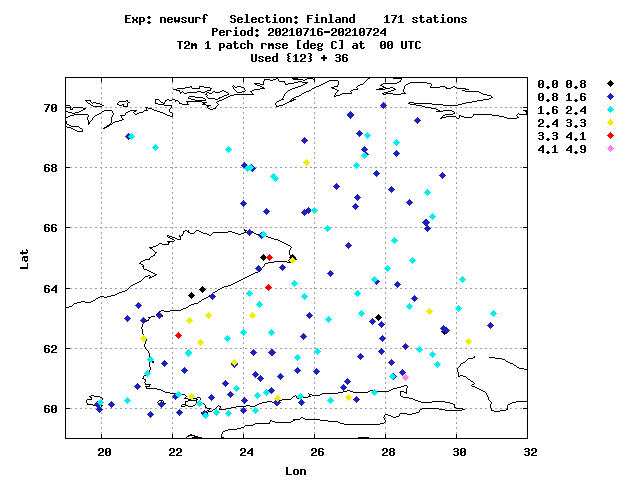 Exp: newsurf   Selection: Finland    171 stations
Period: 20210716-20210724
T2m 1 patch rmse [deg C] at  00 UTC
Used {12} + 36
0.0 0.8
0.8 1.6
1.6 2.4
2.4 3.3
3.3 4.1
4.1 4.9
70
68
66
64
62
60
Lat
20 22 24 26 28 30 32
Lon